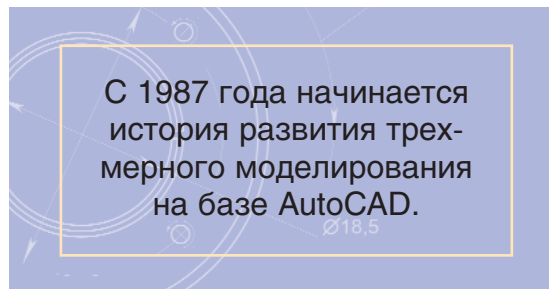 С 1987 года начинается
история развития трех-
мерного моделирования
на базе AutoCAD.
Ø18,5